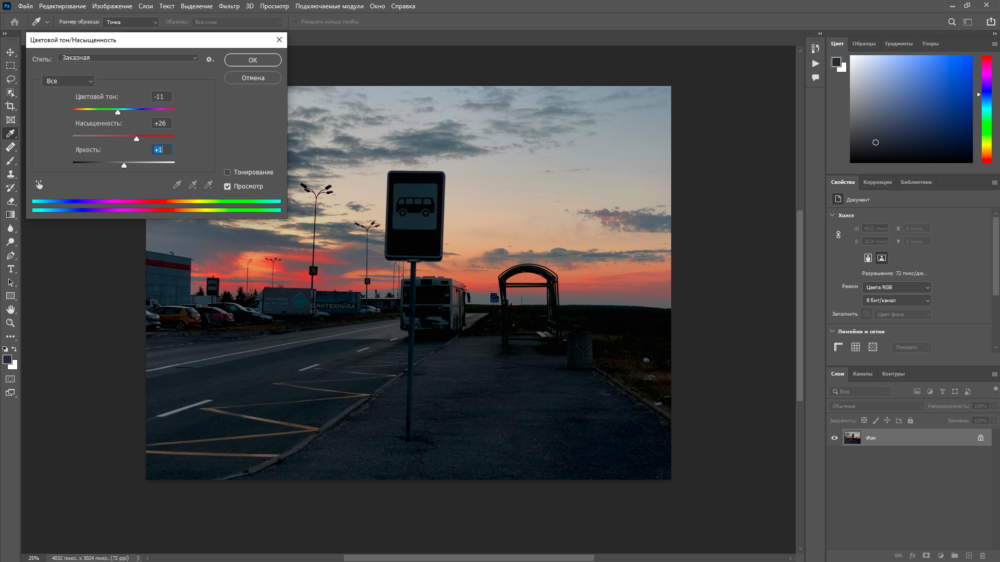 Ps Файл Редактирование Изображение Слои Текст Выделение Фильтр 3D Просмотр Подключаемые модули Окно Справка
Размер образца: Точка Образец: Все слои Показать кольцо пробы
Цветовой тон/Насыщенность
Стиль: Заказная
ОК
Отмена
Все
Цветовой тон: -11
Насыщенность: +26
Яркость: +1
Тонирование
Просмотр
АНТЕХНИКА
Цвет Образцы Градиенты Узоры
Свойства Коррекция Библиотеки
Документ
Холст
Ш 4032 пикс X 0 пикс.
В 3024 пикс Y 0 пикс.
Разрешение: 72 пикс/дю...
Режим Цвета RGB
8 бит/канал
Заполнить Цвет фона
Линейки и сетки
Пиксели
Слои Каналы Контуры
Вид
Обычные Непрозрачность: 100%
Закрепить: Заливка: 100%
Фон
25% 4032 пикс. x 3024 пикс. (72 ppi)